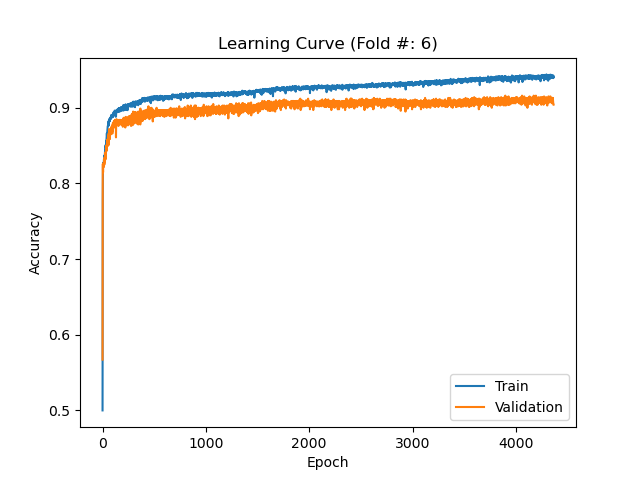 Learning Curve (Fold #: 6)
0.9
0.8
0.7
0.6
0.5
Accuracy
Train
Validation
0
1000
2000
3000
4000
Epoch